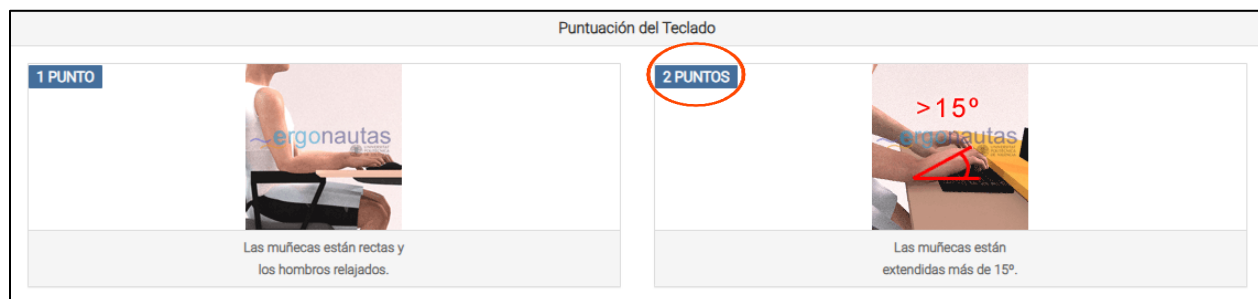 Puntuación del Teclado
1 PUNTO
ergonautas
Las muñecas están rectas y
los hombros relajados.
2 PUNTOS
>15º
ergonautas
Las muñecas están
extendidas más de 15º.